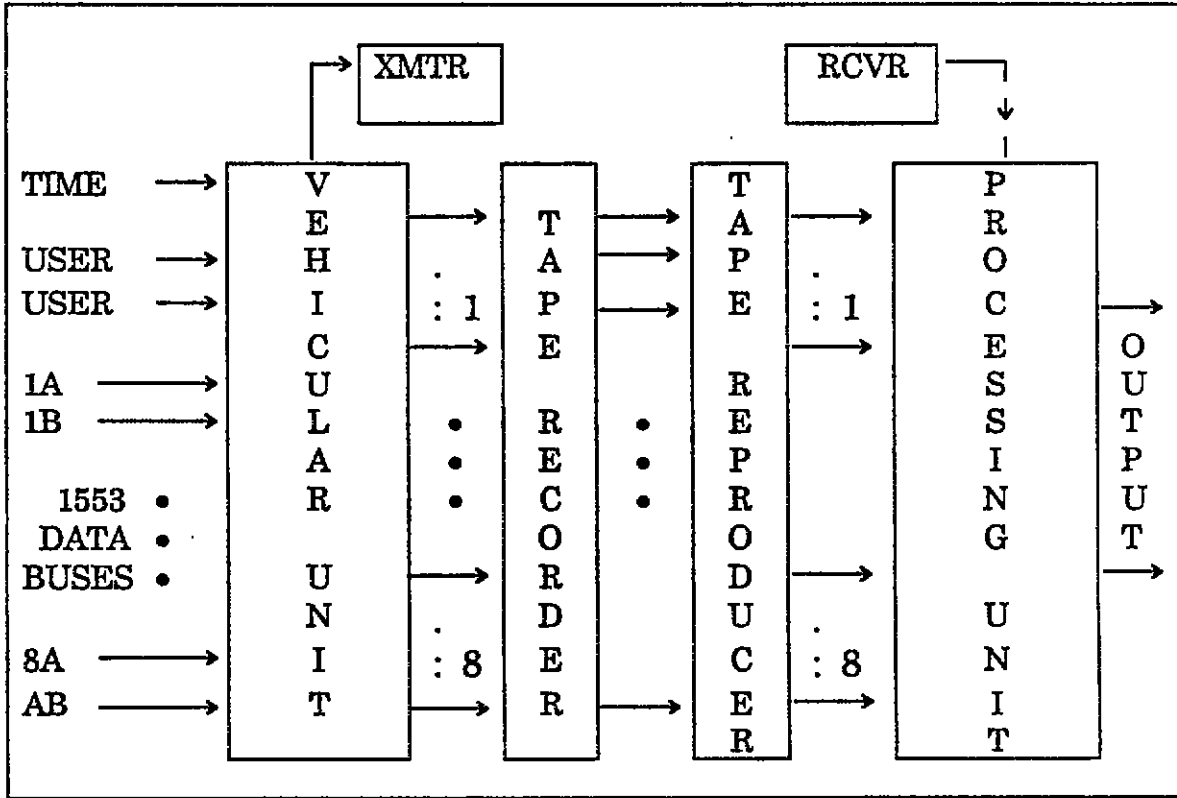 XMTR
RCVR
TIME
USER
USER
1A
1B
1553
DATA
BUSES
8A
AB
VEHICULAR UNIT
: 1
: 8
TAPE RECORDER
TAPE REPRODUCER
: 1
: 8
PROCESSING UNIT
OUTPUT